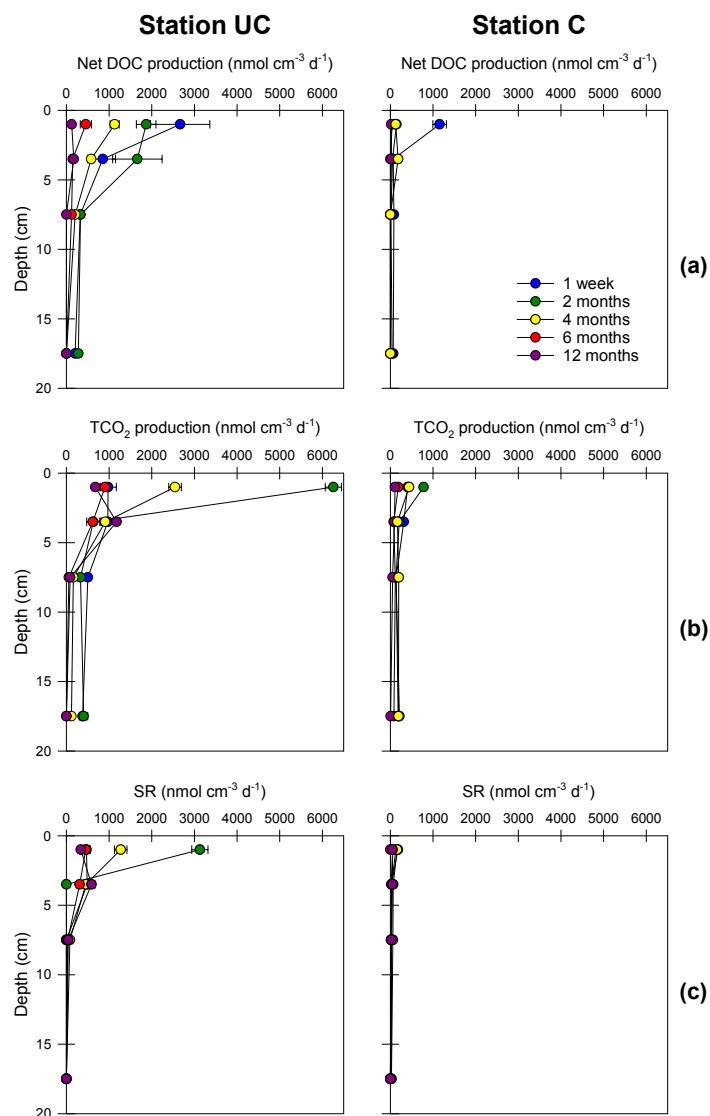 Station UC Station C
Net DOC production (nmol cm⁻³ d⁻¹) Net DOC production (nmol cm⁻³ d⁻¹)
0 1000 2000 3000 4000 5000 6000 0 1000 2000 3000 4000 5000 6000
0
5
10
15
20
Depth (cm)
1 week
2 months
4 months
6 months
12 months
(a)
TCO₂ production (nmol cm⁻³ d⁻¹) TCO₂ production (nmol cm⁻³ d⁻¹)
0 1000 2000 3000 4000 5000 6000 0 1000 2000 3000 4000 5000 6000
0
5
10
15
20
Depth (cm)
(b)
SR (nmol cm⁻³ d⁻¹) SR (nmol cm⁻³ d⁻¹)
0 1000 2000 3000 4000 5000 6000 0 1000 2000 3000 4000 5000 6000
0
5
10
15
20
Depth (cm)
(c)